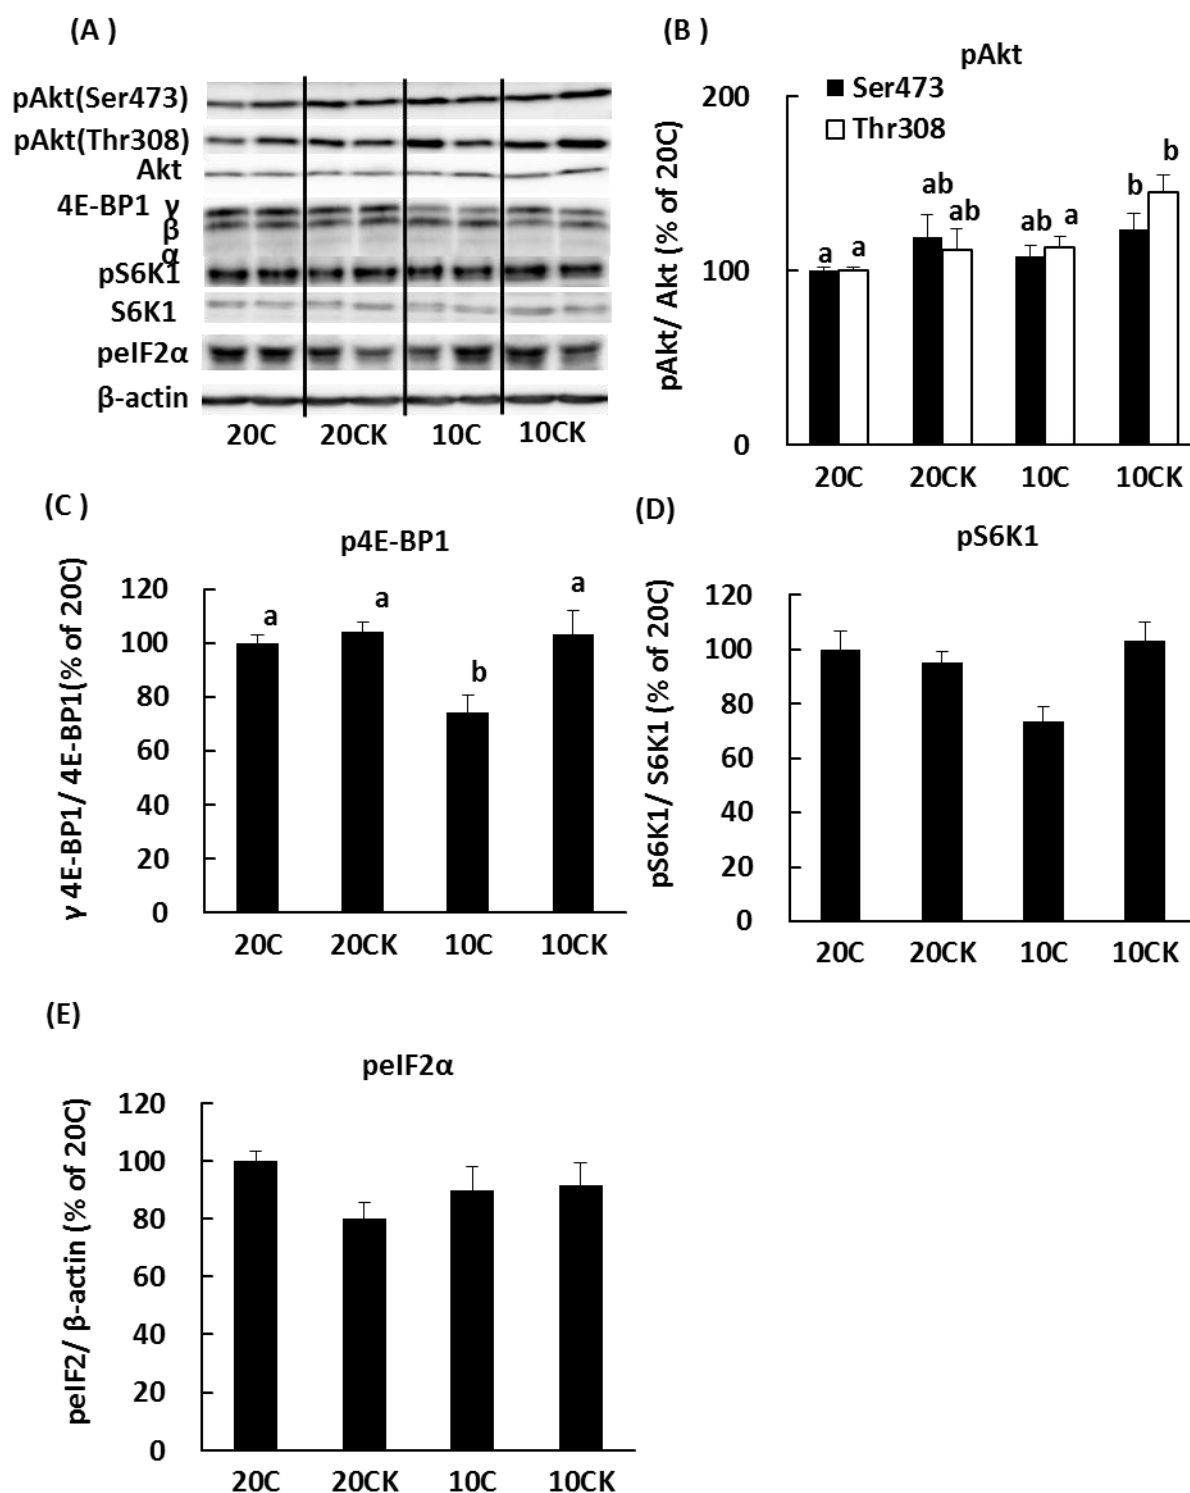 (A )
pAkt(Ser473)
pAkt(Thr308)
Akt
4E-BP1 γ
β
α
pS6K1
S6K1
peIF2α
β-actin
20C 20CK 10C 10CK
(B )
pAkt
Ser473
Thr308
pAkt/ Akt (% of 20C)
200
100
0
a a ab ab ab a b b
20C 20CK 10C 10CK
(C )
p4E-BP1
γ 4E-BP1/ 4E-BP1(% of 20C)
120
100
80
60
40
20
0
a a b a
20C 20CK 10C 10CK
(D)
pS6K1
pS6K1/ S6K1 (% of 20C)
120
100
80
60
40
20
0
20C 20CK 10C 10CK
(E)
peIF2α
peIF2/ β-actin (% of 20C)
120
100
80
60
40
20
0
20C 20CK 10C 10CK